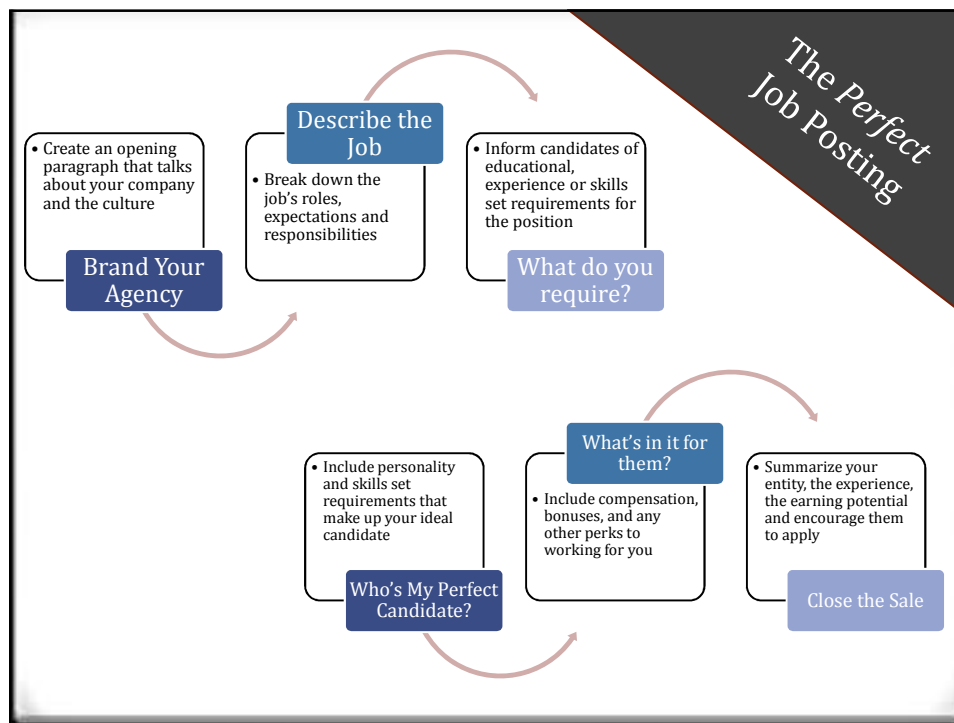 The Perfect
Job Posting
• Create an opening
paragraph that talks
about your company
and the culture
Brand Your
Agency
Describe the
Job
• Break down the
job's roles,
expectations and
responsibilities
• Inform candidates of
educational,
experience or skills
set requirements for
the position
What do you
require?
• Include personality
and skills set
requirements that
make up your ideal
candidate
Who's My Perfect
Candidate?
What's in it for
them?
• Include compensation,
bonuses, and any
other perks to
working for you
• Summarize your
entity, the experience,
the earning potential
and encourage them
to apply
Close the Sale